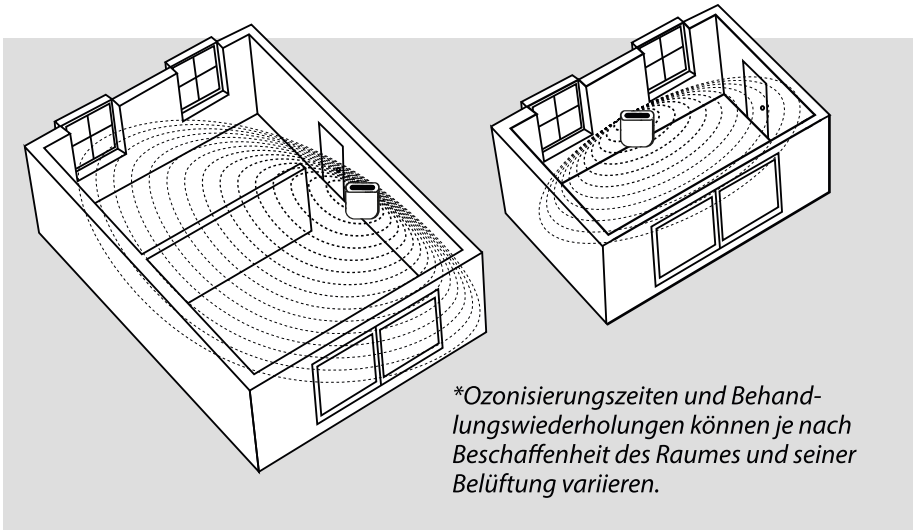 *Ozonisierungszeiten und Behand-
lungswiederholungen können je nach
Beschaffenheit des Raumes und seiner
Belüftung variieren.